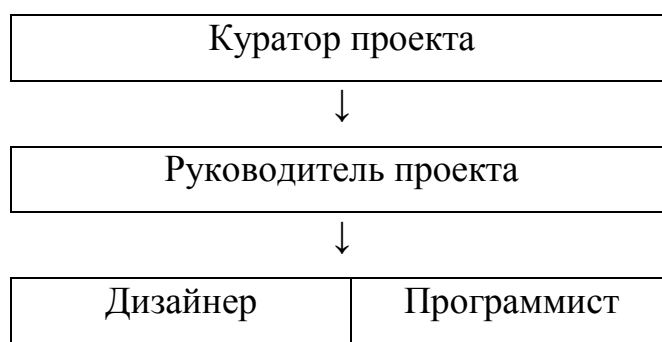 Куратор проекта
↓
Руководитель проекта
↓
Дизайнер Программист